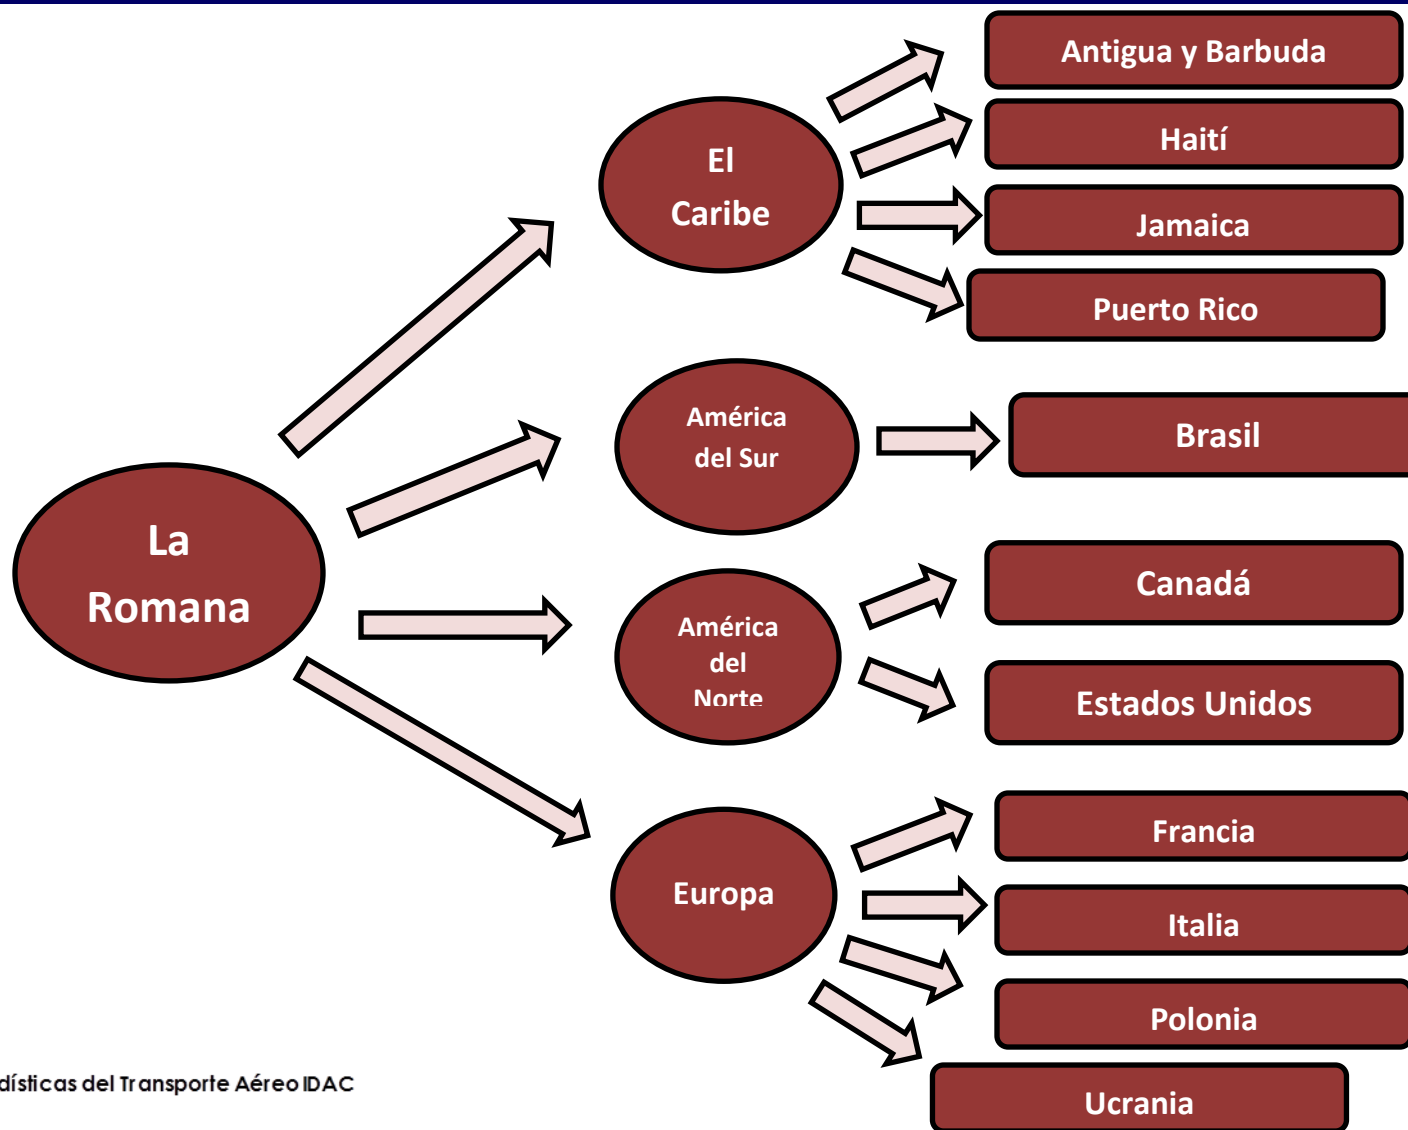 Antigua y Barbuda
Haití
Jamaica
Puerto Rico
El
Caribe
América
del Sur
Brasil
La
Romana
América
del
Norte
Canadá
Estados Unidos
Europa
Francia
Italia
Polonia
Ucrania
dísticas del Transporte Aéreo IDAC